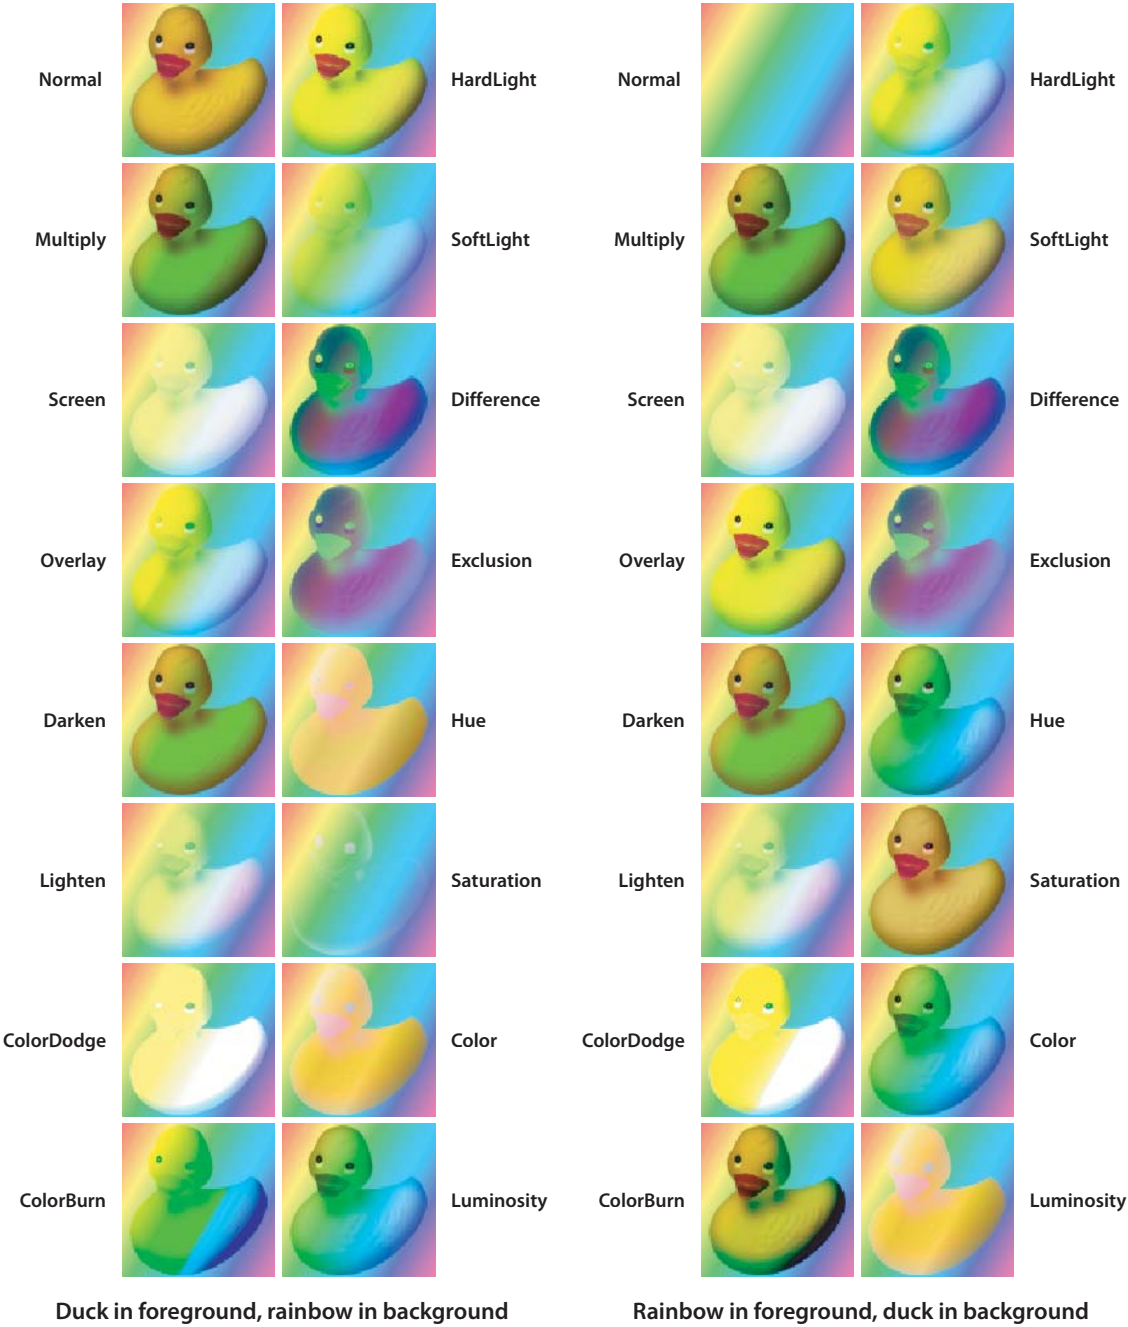 Normal HardLight Normal HardLight
Multiply SoftLight Multiply SoftLight
Screen Difference Screen Difference
Overlay Exclusion Overlay Exclusion
Darken Hue Darken Hue
Lighten Saturation Lighten Saturation
ColorDodge Color ColorDodge Color
ColorBurn Luminosity ColorBurn Luminosity
Duck in foreground, rainbow in background Rainbow in foreground, duck in background